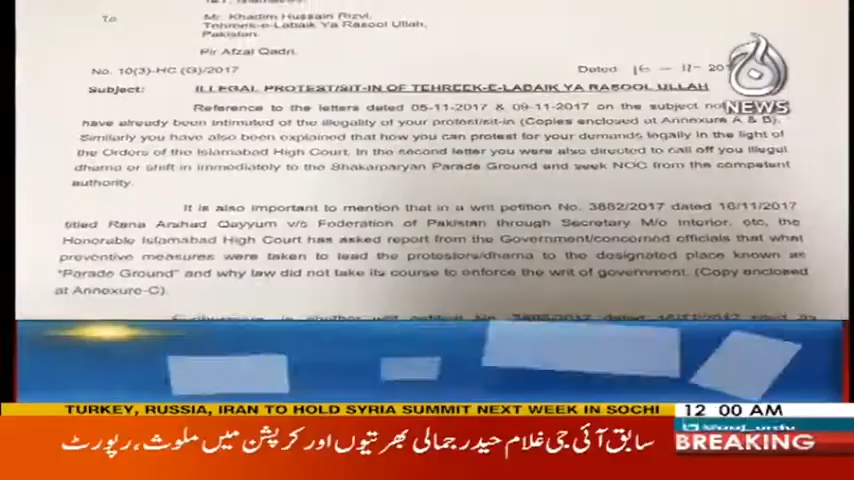 To
Mr. Khadim Hussain Rizvi,
Tehreek-e-Labaik Ya Rasool Ullah,
Pakistan.
Pir Afzal Qadri.
No. 10(3)-HC (G)/2017
Dated: 16-11-201
Subject: ILLEGAL PROTEST/SIT-IN OF TEHREEK-E-LABAIK YA RASOOL ULLAH
Reference to the letters dated 05-11-2017 & 09-11-2017 on the subject
have already been intimated of the illegality of your protest/sit-in (Copies enclosed at Annexure A & B).
Similarly you have also been explained that how you can protest for your demands legally in the light of
the Orders of the Islamabad High Court. In the second letter you were also directed to call off you illegal
dharna or shift in immediately to the Shakarparyan Parade Ground and seek NOC from the competent
authority.
It is also important to mention that in a writ petition No. 3882/2017 dated 16/11/2017
titled Rana Arshad Qayyum v/s Federation of Pakistan through Secretary M/o Interior, etc, the
Honorable Islamabad High Court has asked report from the Government/concerned officials that what
preventive measures were taken to lead the protesters/dharna to the designated place known as
"Parade Ground" and why law did not take its course to enforce the writ of government. (Copy enclosed
at Annexure-C).
NEWS
TURKEY, RUSSIA, IRAN TO HOLD SYRIA SUMMIT NEXT WEEK IN SOCHI
12 00 AM
@aaj_urdu
BREAKING
سابق آئی جی غلام حیدر جمالی بھرتیوں اور کرپشن میں ملوث، رپورٹ